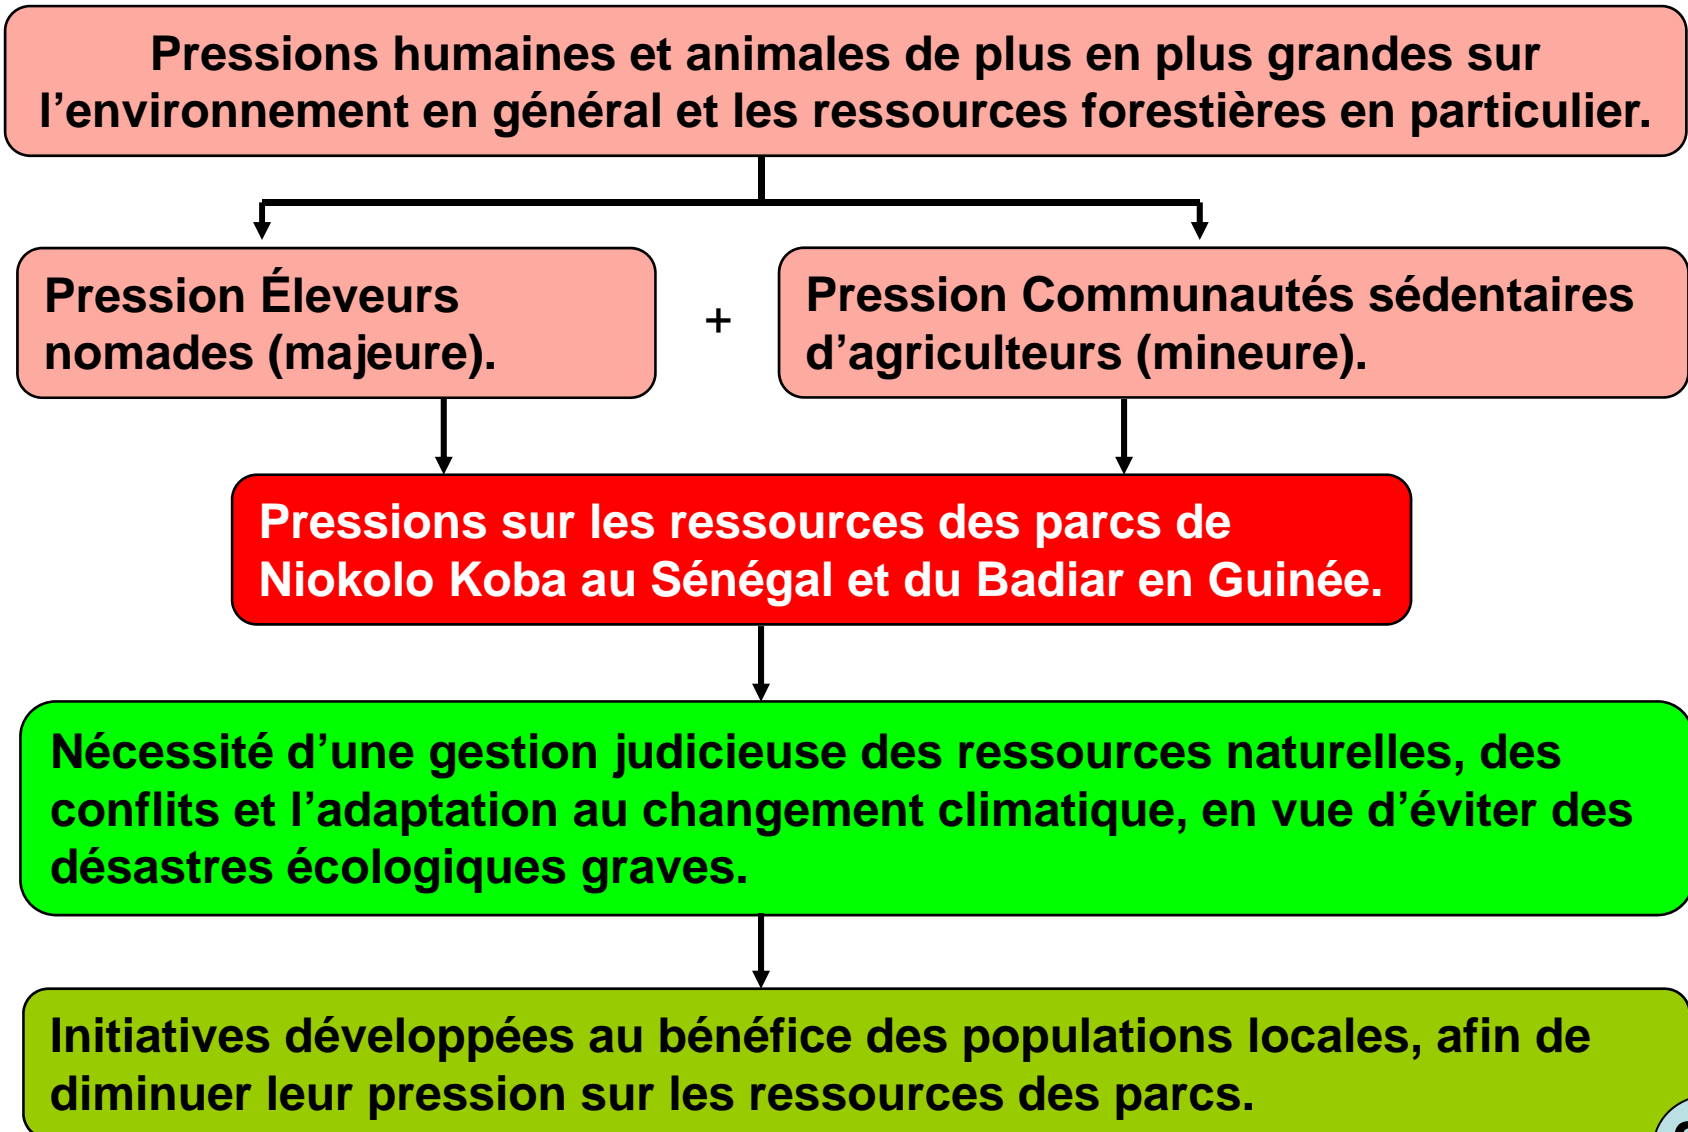 Pressions humaines et animales de plus en plus grandes sur
l’environnement en général et les ressources forestières en particulier.
Pression Éleveurs
nomades (majeure).
+
Pression Communautés sédentaires
d’agriculteurs (mineure).
Pressions sur les ressources des parcs de
Niokolo Koba au Sénégal et du Badiar en Guinée.
Nécessité d’une gestion judicieuse des ressources naturelles, des
conflits et l’adaptation au changement climatique, en vue d’éviter des
désastres écologiques graves.
Initiatives développées au bénéfice des populations locales, afin de
diminuer leur pression sur les ressources des parcs.